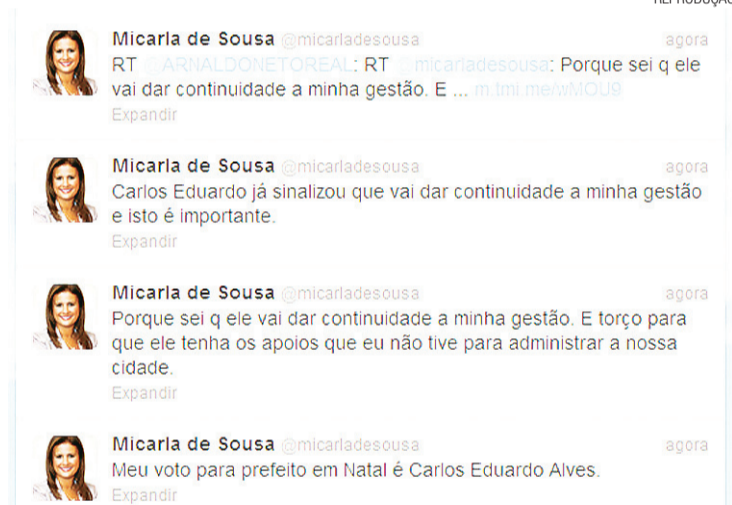 REPRODUÇÃO
Micarla de Sousa @micarladesousa agora
RT @ARNALDONETOREAL: RT @micarladesousa: Porque sei q ele
vai dar continuidade a minha gestão. E ... m.tmi.me/wMOU9
Expandir
Micarla de Sousa @micarladesousa agora
Carlos Eduardo já sinalizou que vai dar continuidade a minha gestão
e isto é importante.
Expandir
Micarla de Sousa @micarladesousa agora
Porque sei q ele vai dar continuidade a minha gestão. E torço para
que ele tenha os apoios que eu não tive para administrar a nossa
cidade.
Expandir
Micarla de Sousa @micarladesousa agora
Meu voto para prefeito em Natal é Carlos Eduardo Alves.
Expandir